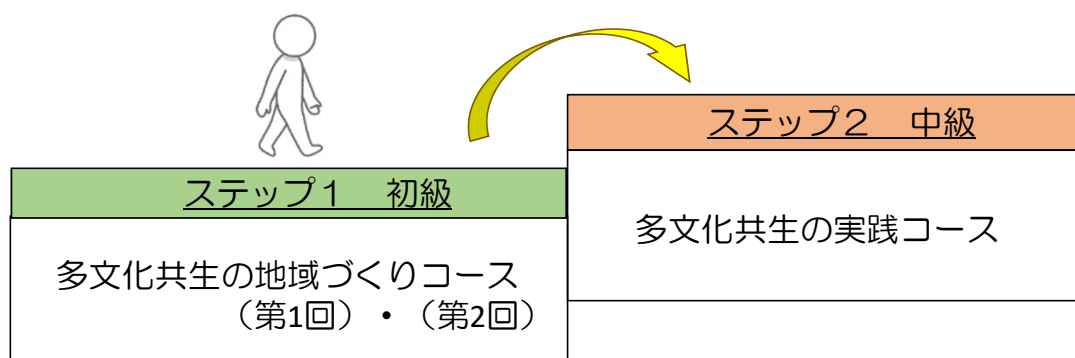 ステップ１　初級
多文化共生の地域づくりコース
（第1回）・（第2回）
ステップ２　中級
多文化共生の実践コース